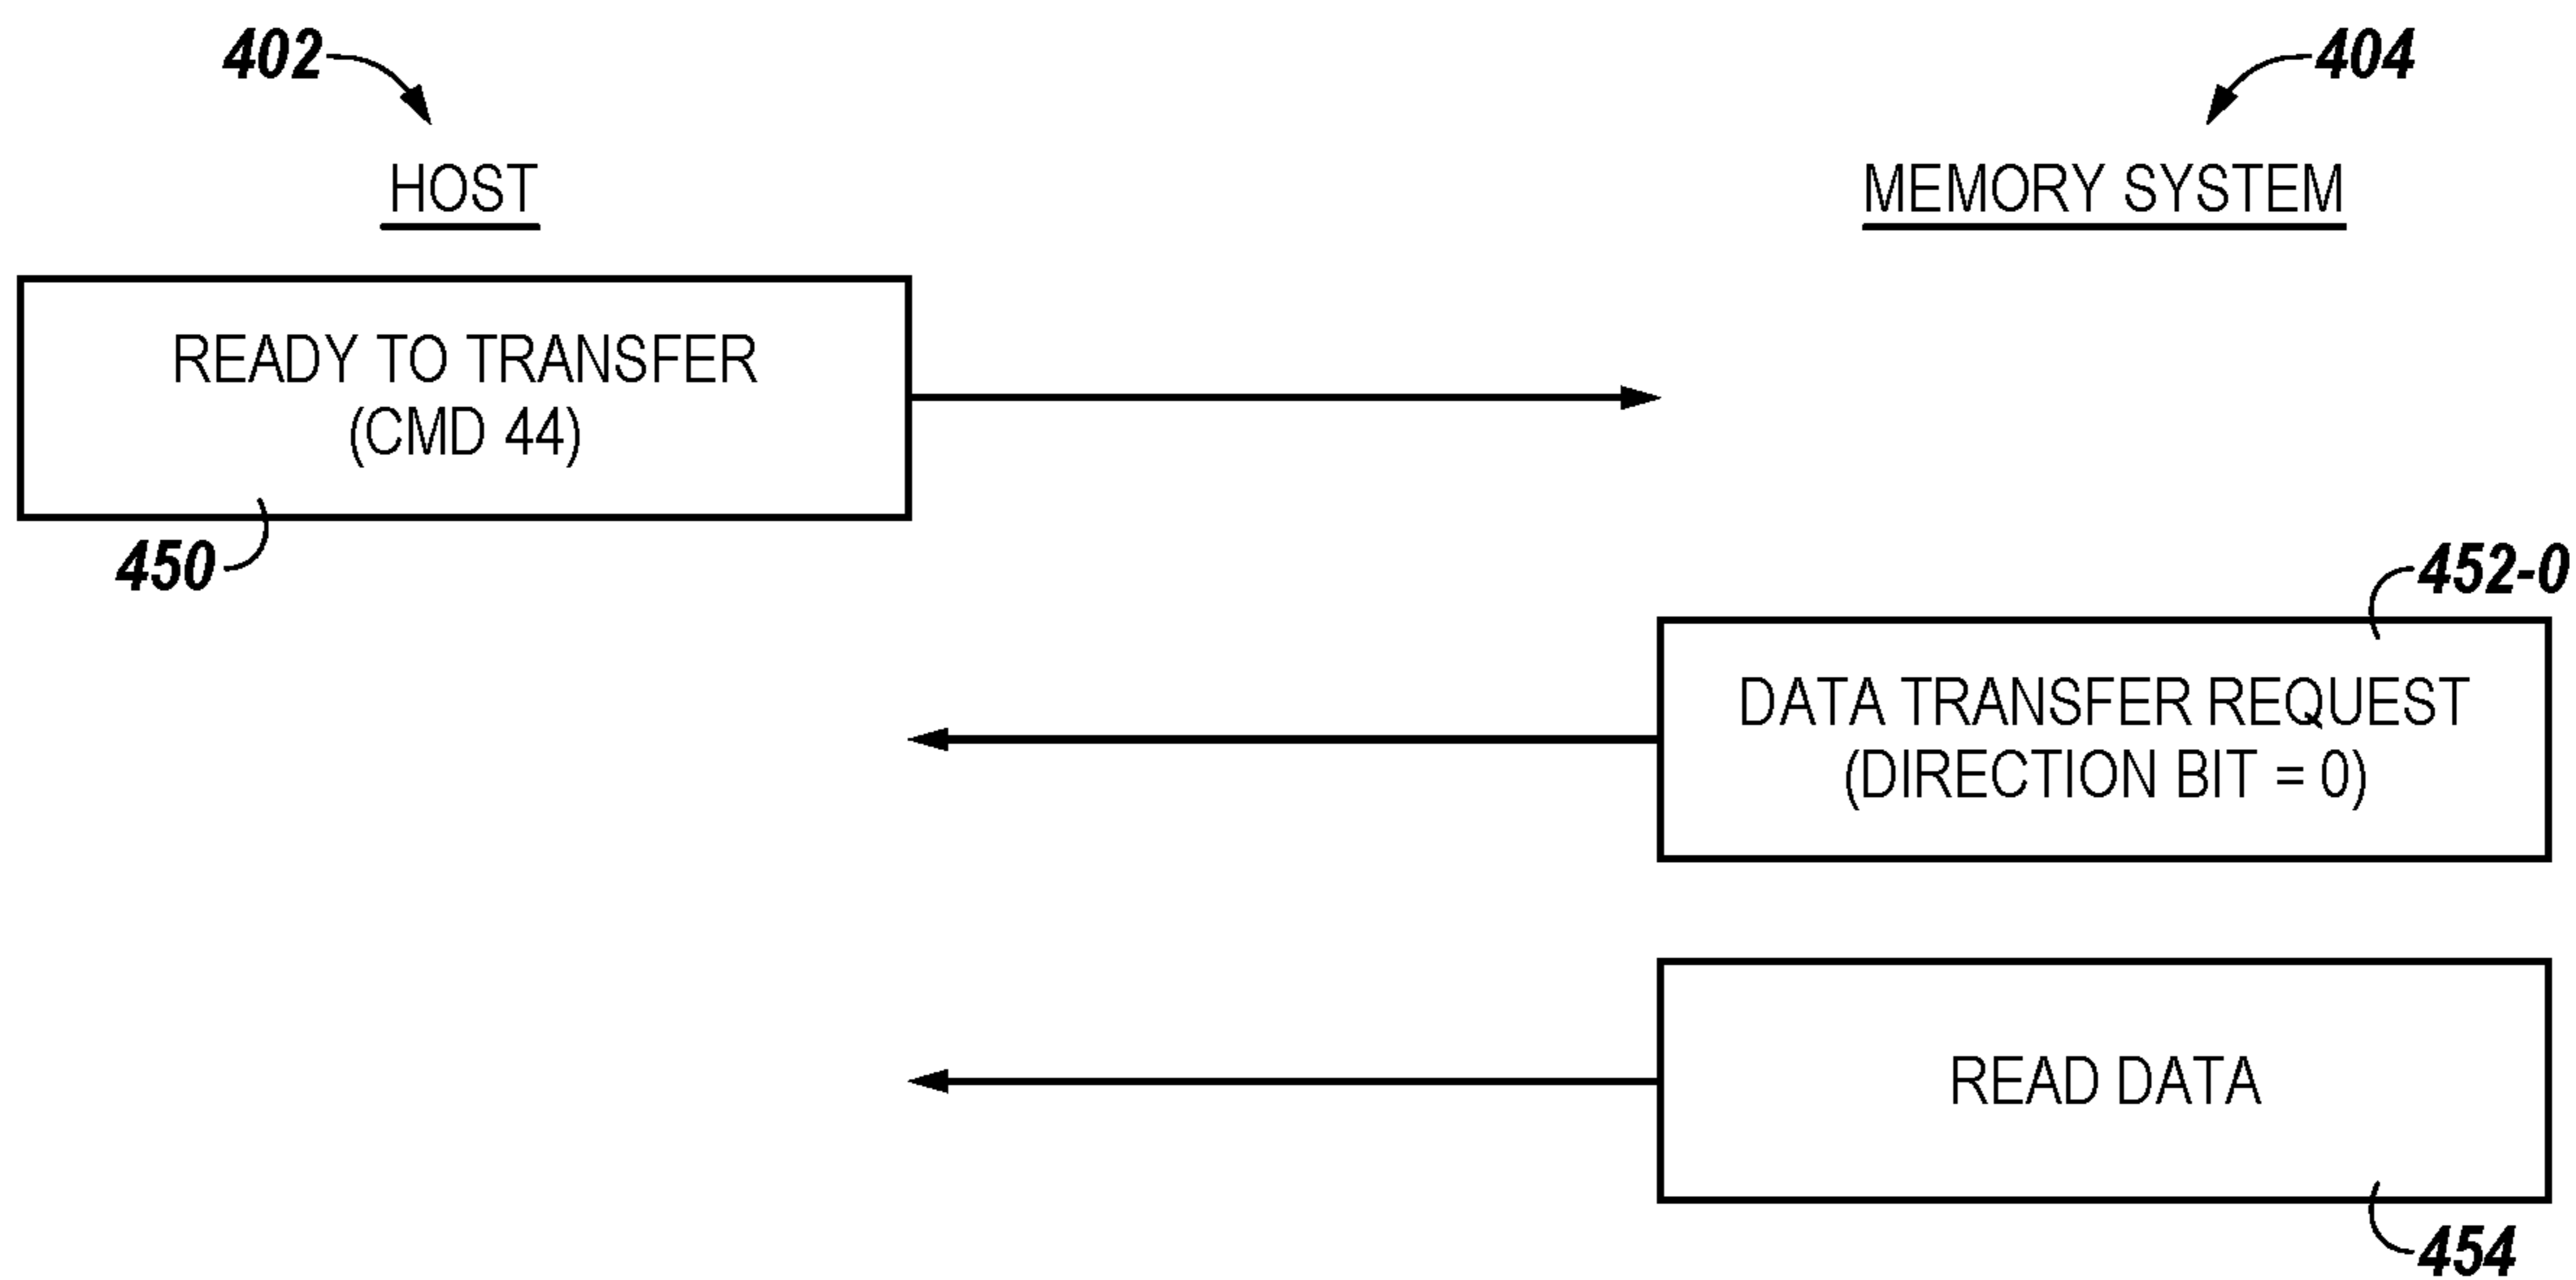 402
404
HOST
MEMORY SYSTEM
READY TO TRANSFER
(CMD 44)
450
452-0
DATA TRANSFER REQUEST
(DIRECTION BIT = 0)
READ DATA
454